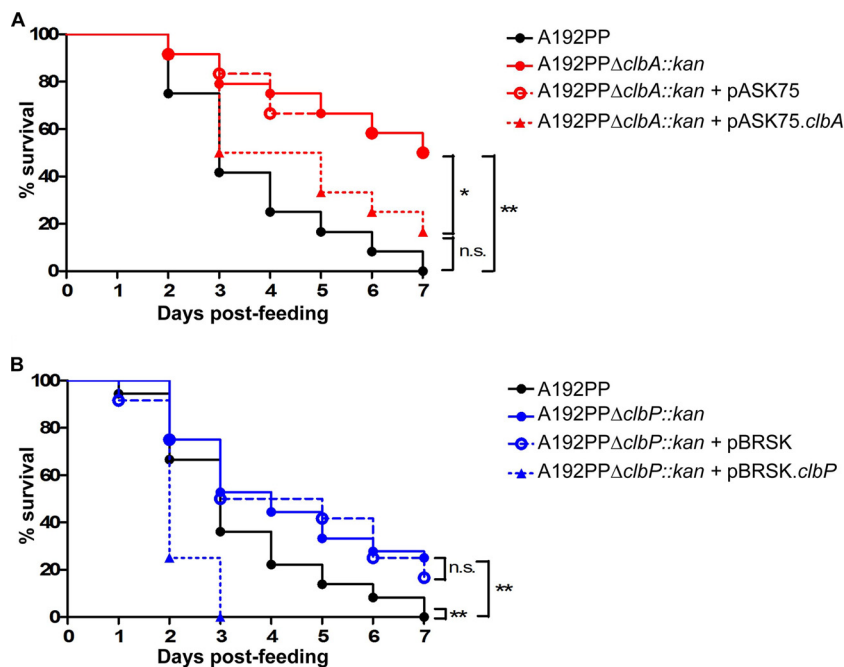 A
100
80
60
40
20
0
% survival
0 1 2 3 4 5 6 7
Days post-feeding
A192PP
A192PPΔclbA::kan
A192PPΔclbA::kan + pASK75
A192PPΔclbA::kan + pASK75.clbA
*
**
n.s.
B
100
80
60
40
20
0
% survival
0 1 2 3 4 5 6 7
Days post-feeding
A192PP
A192PPΔclbP::kan
A192PPΔclbP::kan + pBRSK
A192PPΔclbP::kan + pBRSK.clbP
n.s.
**
**